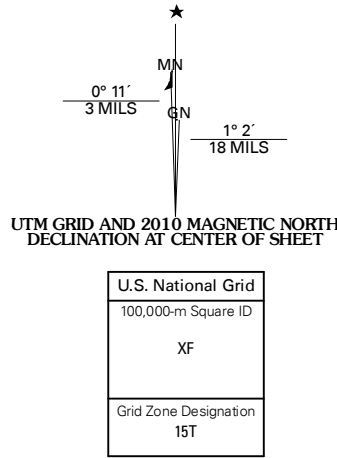 MN
0° 11´
3 MILS
GN
1° 2´
18 MILS
UTM GRID AND 2010 MAGNETIC NORTH
DECLINATION AT CENTER OF SHEET
U.S. National Grid
100,000-m Square ID
XF
Grid Zone Designation
15T